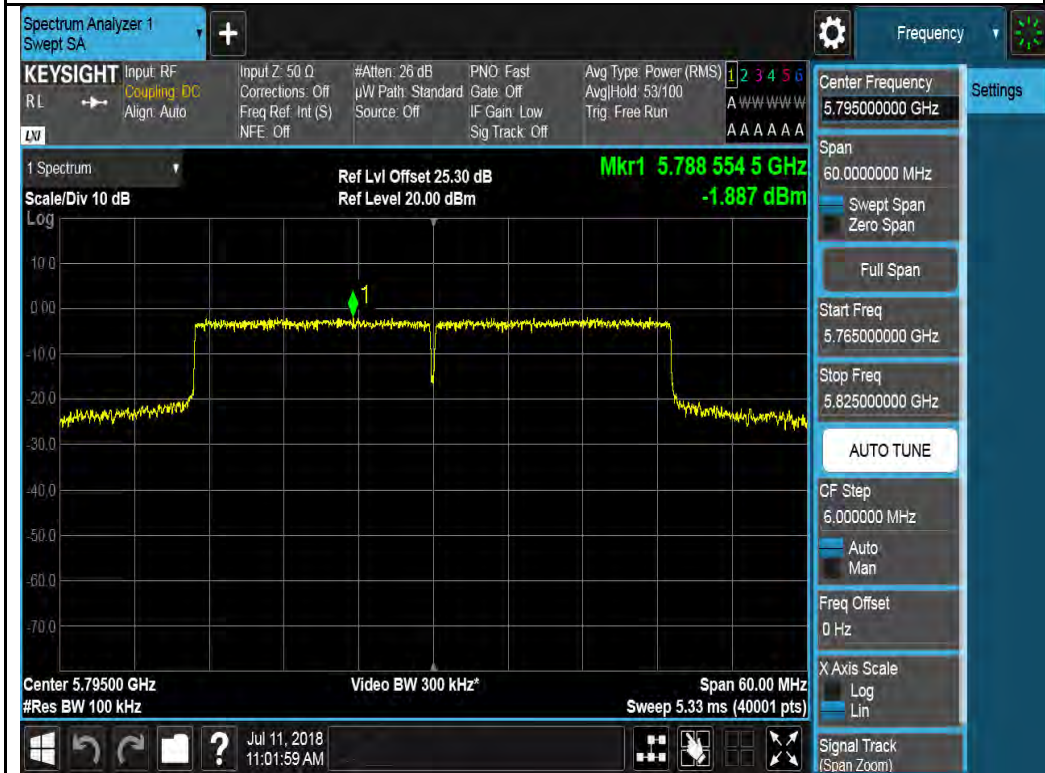 Spectrum Analyzer 1
Swept SA
+
Frequency
KEYSIGHT
RL
LXI
Input: RF
Coupling: DC
Align: Auto
Input Z: 50 Ω
Corrections: Off
Freq Ref: Int (S)
NFE: Off
#Atten: 26 dB
µW Path: Standard
Source: Off
PNO: Fast
Gate: Off
IF Gain: Low
Sig Track: Off
Avg Type: Power (RMS)
Avg|Hold: 53/100
Trig: Free Run
1 2 3 4 5 6
A W W W W W
A A A A A A
1 Spectrum
Scale/Div 10 dB
Ref Lvl Offset 25.30 dB
Ref Level 20.00 dBm
Mkr1 5.788 554 5 GHz
-1.887 dBm
Log
10.0
0.00
-10.0
-20.0
-30.0
-40.0
-50.0
-60.0
-70.0
1
Center 5.79500 GHz
#Res BW 100 kHz
Video BW 300 kHz*
Span 60.00 MHz
Sweep 5.33 ms (40001 pts)
?
Jul 11, 2018
11:01:59 AM
Center Frequency
5.795000000 GHz
Settings
Span
60.0000000 MHz
Swept Span
Zero Span
Full Span
Start Freq
5.765000000 GHz
Stop Freq
5.825000000 GHz
AUTO TUNE
CF Step
6.000000 MHz
Auto
Man
Freq Offset
0 Hz
X Axis Scale
Log
Lin
Signal Track
(Span Zoom)